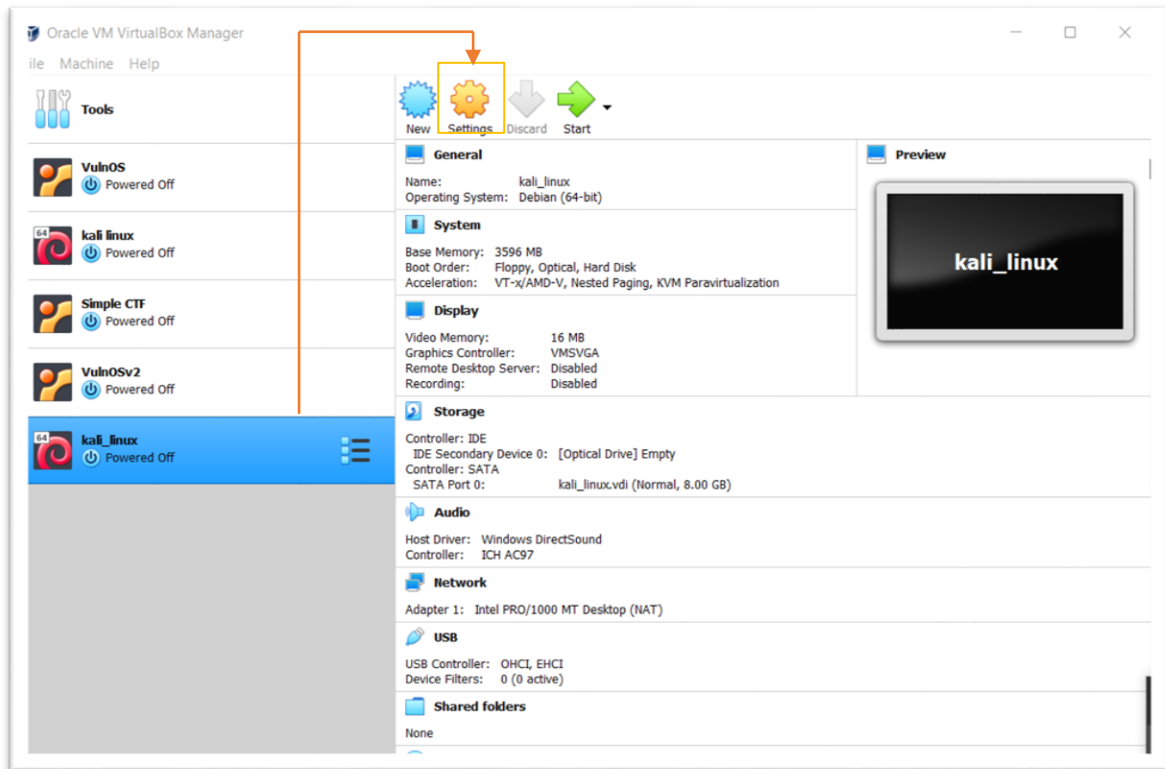 Oracle VM VirtualBox Manager
ile Machine Help
Tools
VulnOS
Powered Off
64
kali linux
Powered Off
Simple CTF
Powered Off
VulnOSv2
Powered Off
64
kali_linux
Powered Off
New Settings Discard Start
General
Name: kali_linux
Operating System: Debian (64-bit)
System
Base Memory: 3596 MB
Boot Order: Floppy, Optical, Hard Disk
Acceleration: VT-x/AMD-V, Nested Paging, KVM Paravirtualization
Display
Video Memory: 16 MB
Graphics Controller: VMSVGA
Remote Desktop Server: Disabled
Recording: Disabled
Preview
kali_linux
Storage
Controller: IDE
IDE Secondary Device 0: [Optical Drive] Empty
Controller: SATA
SATA Port 0: kali_linux.vdi (Normal, 8.00 GB)
Audio
Host Driver: Windows DirectSound
Controller: ICH AC97
Network
Adapter 1: Intel PRO/1000 MT Desktop (NAT)
USB
USB Controller: OHCI, EHCI
Device Filters: 0 (0 active)
Shared folders
None